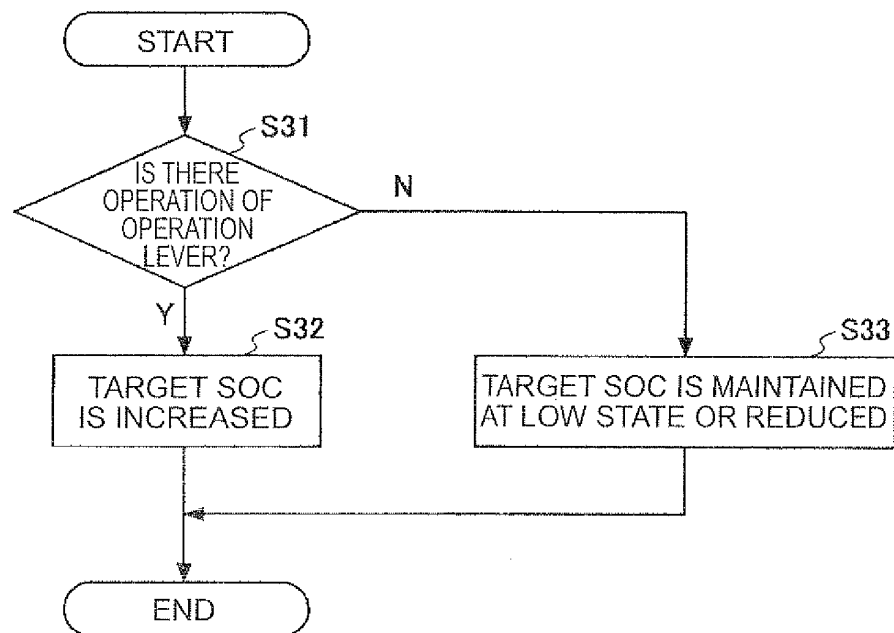 START
S31
IS THERE
OPERATION OF
OPERATION
LEVER?
N
Y
S32
TARGET SOC
IS INCREASED
S33
TARGET SOC IS MAINTAINED
AT LOW STATE OR REDUCED
END